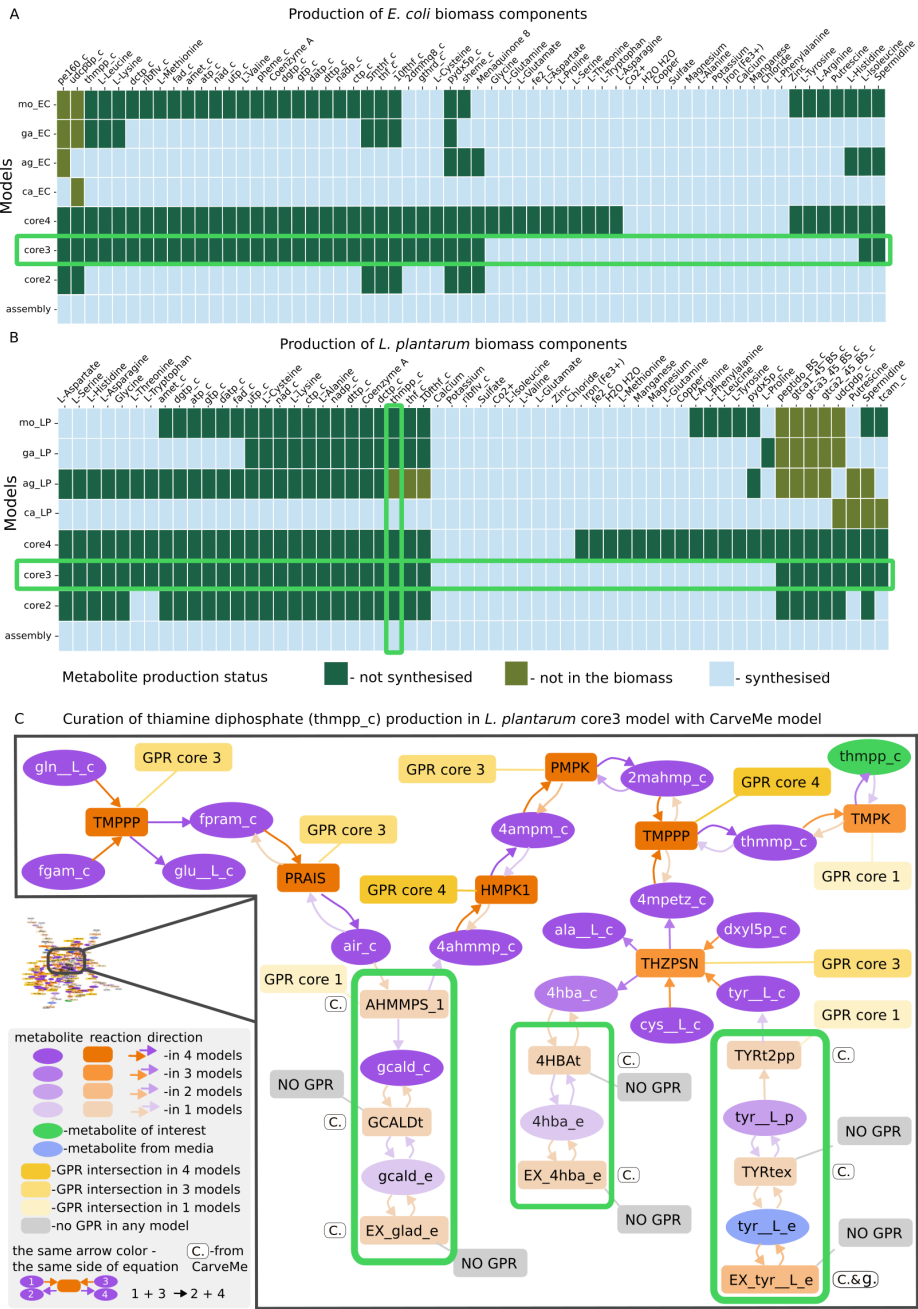 A
Production of E. coli biomass components
pe160_c
udcpdp_c
thmpp_c
L-Leucine
L-Lysine
dctp_c
ribflv_c
L-Methionine
fad_c
amet_c
atp_c
nad_c
utp_c
L-Valine
pheme_c
Coenzyme A
dgtp_c
gtp_c
datp_c
dttp_c
nadp_c
ctp_c
5mthf_c
thf_c
10fthf_c
2dmmq8_c
gthrd_c
L-Cysteine
pydx5p_c
sheme_c
Menaquinone 8
Glycine
L-Glutamine
L-Glutamate
fe2_c
L-Aspartate
L-Proline
L-Serine
L-Threonine
L-Tryptophan
L-Asparagine
Co2+
H2O H2O
Copper
Sulfate
Magnesium
L-Alanine
Potassium
Iron (Fe3+)
Calcium
Manganese
Chloride
L-Phenylalanine
Zinc
L-Tyrosine
L-Arginine
Putrescine
L-Histidine
L-Isoleucine
Spermidine
Models
mo_EC
ga_EC
ag_EC
ca_EC
core4
core3
core2
assembly
B
Production of L. plantarum biomass components
L-Aspartate
L-Serine
L-Histidine
L-Asparagine
Glycine
L-Threonine
L-Tryptophan
amet_c
dgtp_c
atp_c
gtp_c
datp_c
fad_c
utp_c
L-Cysteine
nad_c
L-Lysine
ctp_c
L-Alanine
nadp_c
dttp_c
Coenzyme A
dctp_c
thmpp_c
thf_c
10fthf_c
Calcium
Potassium
ribflv_c
Sulfate
Co2+
L-Isoleucine
L-Valine
L-Glutamate
Zinc
Chloride
Iron (Fe3+)
fe2_c
H2O H2O
L-Methionine
Manganese
Magnesium
L-Glutamine
Copper
L-Arginine
L-Phenylalanine
L-Leucine
L-Tyrosine
pydx5p_c
L-Proline
peptido_BS_c
gtca1_45_BS_c
gtca3_45_BS_c
gtca2_45_BS_c
udcpdp_c
Putrescine
Spermidine
tcam_c
Models
mo_LP
ga_LP
ag_LP
ca_LP
core4
core3
core2
assembly
Metabolite production status
- not synthesised
- not in the biomass
- synthesised
C Curation of thiamine diphosphate (thmpp_c) production in L. plantarum core3 model with CarveMe model
gln__L_c
GPR core 3
TMPPP
fpram_c
fgam_c
glu__L_c
GPR core 3
PRAIS
air_c
GPR core 3
PMPK
2mahmp_c
thmpp_c
4ampm_c
GPR core 4
TMPPP
thmmp_c
TMPK
GPR core 4
HMPK1
GPR core 1
4ahmmp_c
4mpetz_c
ala__L_c
dxyl5p_c
THZPSN
GPR core 3
GPR core 1
4hba_c
cys__L_c
tyr__L_c
C.
AHMMPS_1
GPR core 1
gcald_c
4HBAt
C.
TYRt2pp
C.
NO GPR
NO GPR
C.
GCALDt
4hba_e
tyr__L_p
NO GPR
gcald_e
EX_4hba_e
C.
TYRtex
C.
C.
EX_glad_e
NO GPR
tyr__L_e
NO GPR
NO GPR
EX_tyr__L_e
C.&g.
metabolite reaction direction
-in 4 models
-in 3 models
-in 2 models
-in 1 models
-metabolite of interest
-metabolite from media
-GPR intersection in 4 models
-GPR intersection in 3 models
-GPR intersection in 1 models
-no GPR in any model
the same arrow color -
the same side of equation
C. -from
CarveMe
1
2
3
4
1 + 3 → 2 + 4